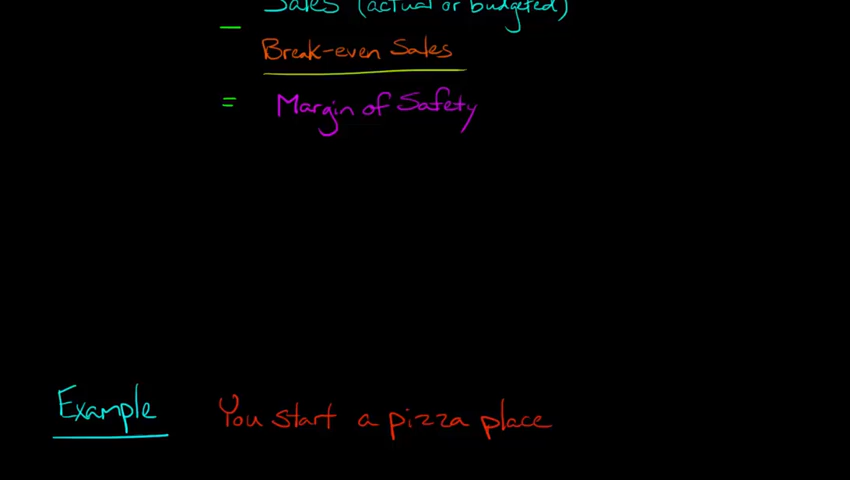 Sales (actual or budgeted)
— Break-even Sales
= Margin of Safety
Example You start a pizza place